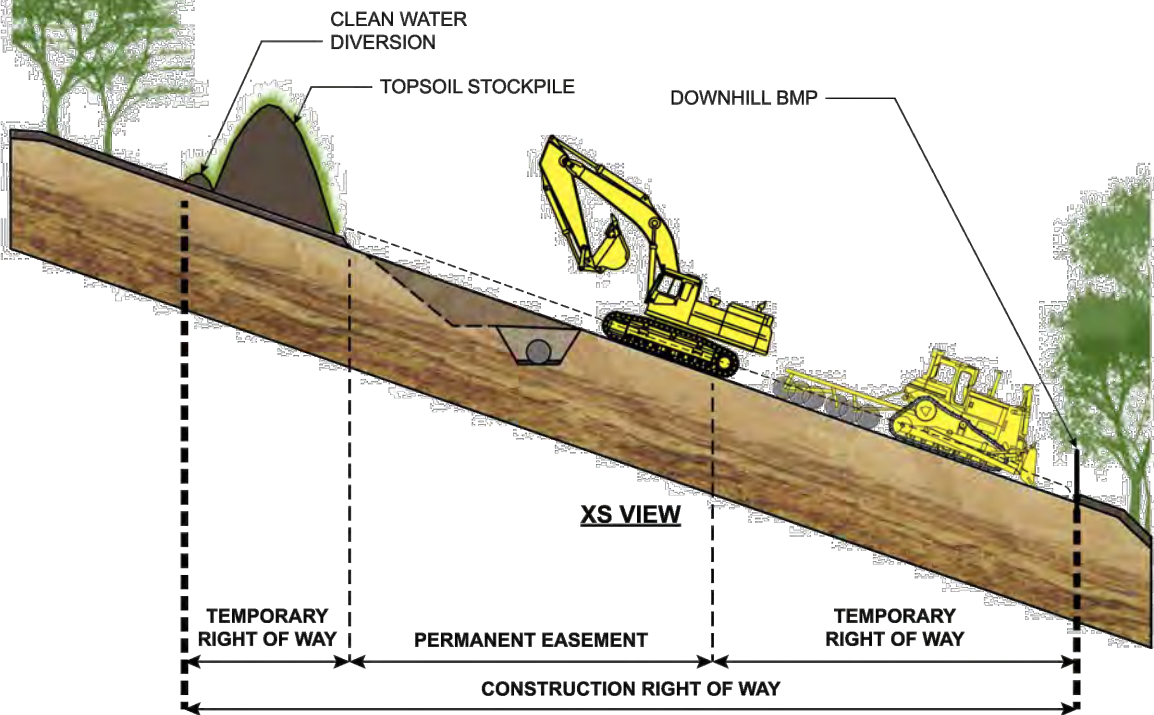 CLEAN WATER
DIVERSION
TOPSOIL STOCKPILE
DOWNHILL BMP
XS VIEW
TEMPORARY
RIGHT OF WAY
PERMANENT EASEMENT
TEMPORARY
RIGHT OF WAY
CONSTRUCTION RIGHT OF WAY